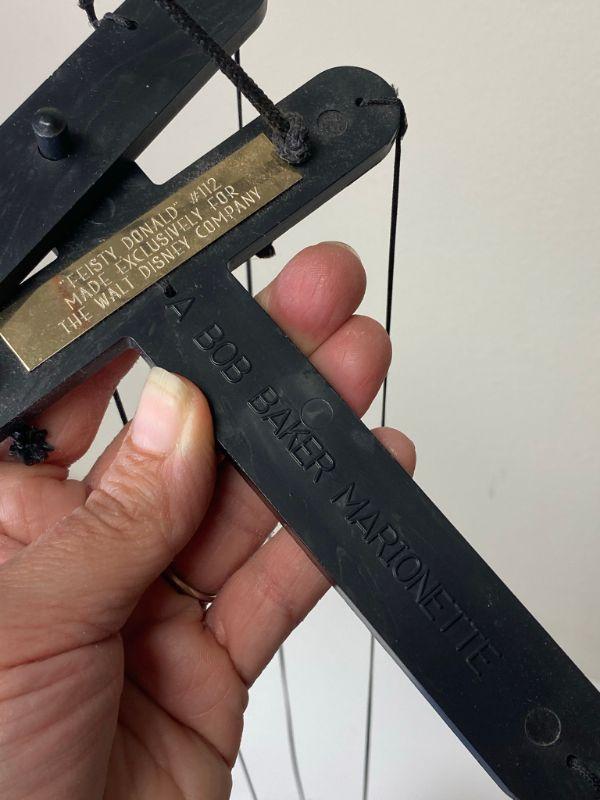 "FEISTY DONALD" #112
MADE EXCLUSIVELY FOR
THE WALT DISNEY COMPANY
A BOB BAKER MARIONETTE